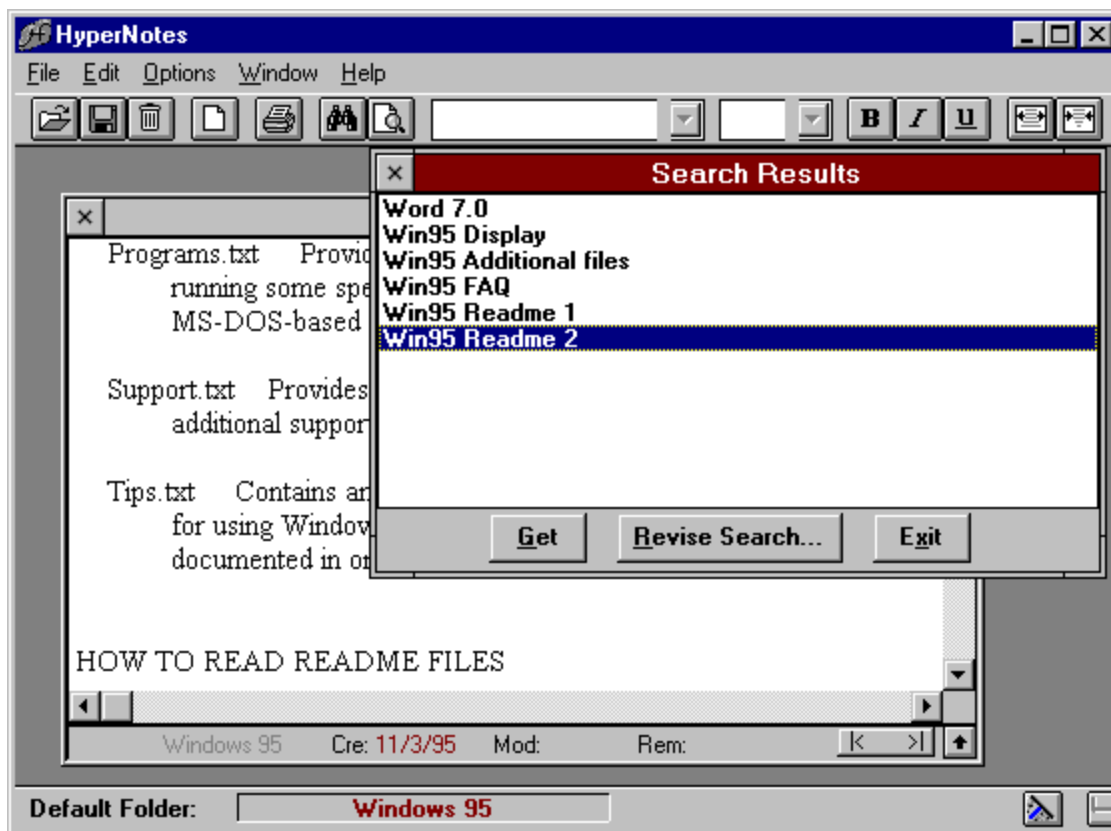 HyperNotes
File Edit Options Window Help
B I U
Search Results
Word 7.0
Win95 Display
Win95 Additional files
Win95 FAQ
Win95 Readme 1
Win95 Readme 2
Get Revise Search... Exit
Programs.txt Provid
running some spe
MS-DOS-based
Support.txt Provides
additional suppor
Tips.txt Contains an
for using Window
documented in or
HOW TO READ README FILES
Windows 95 Cre: 11/3/95 Mod: Rem:
Default Folder: Windows 95